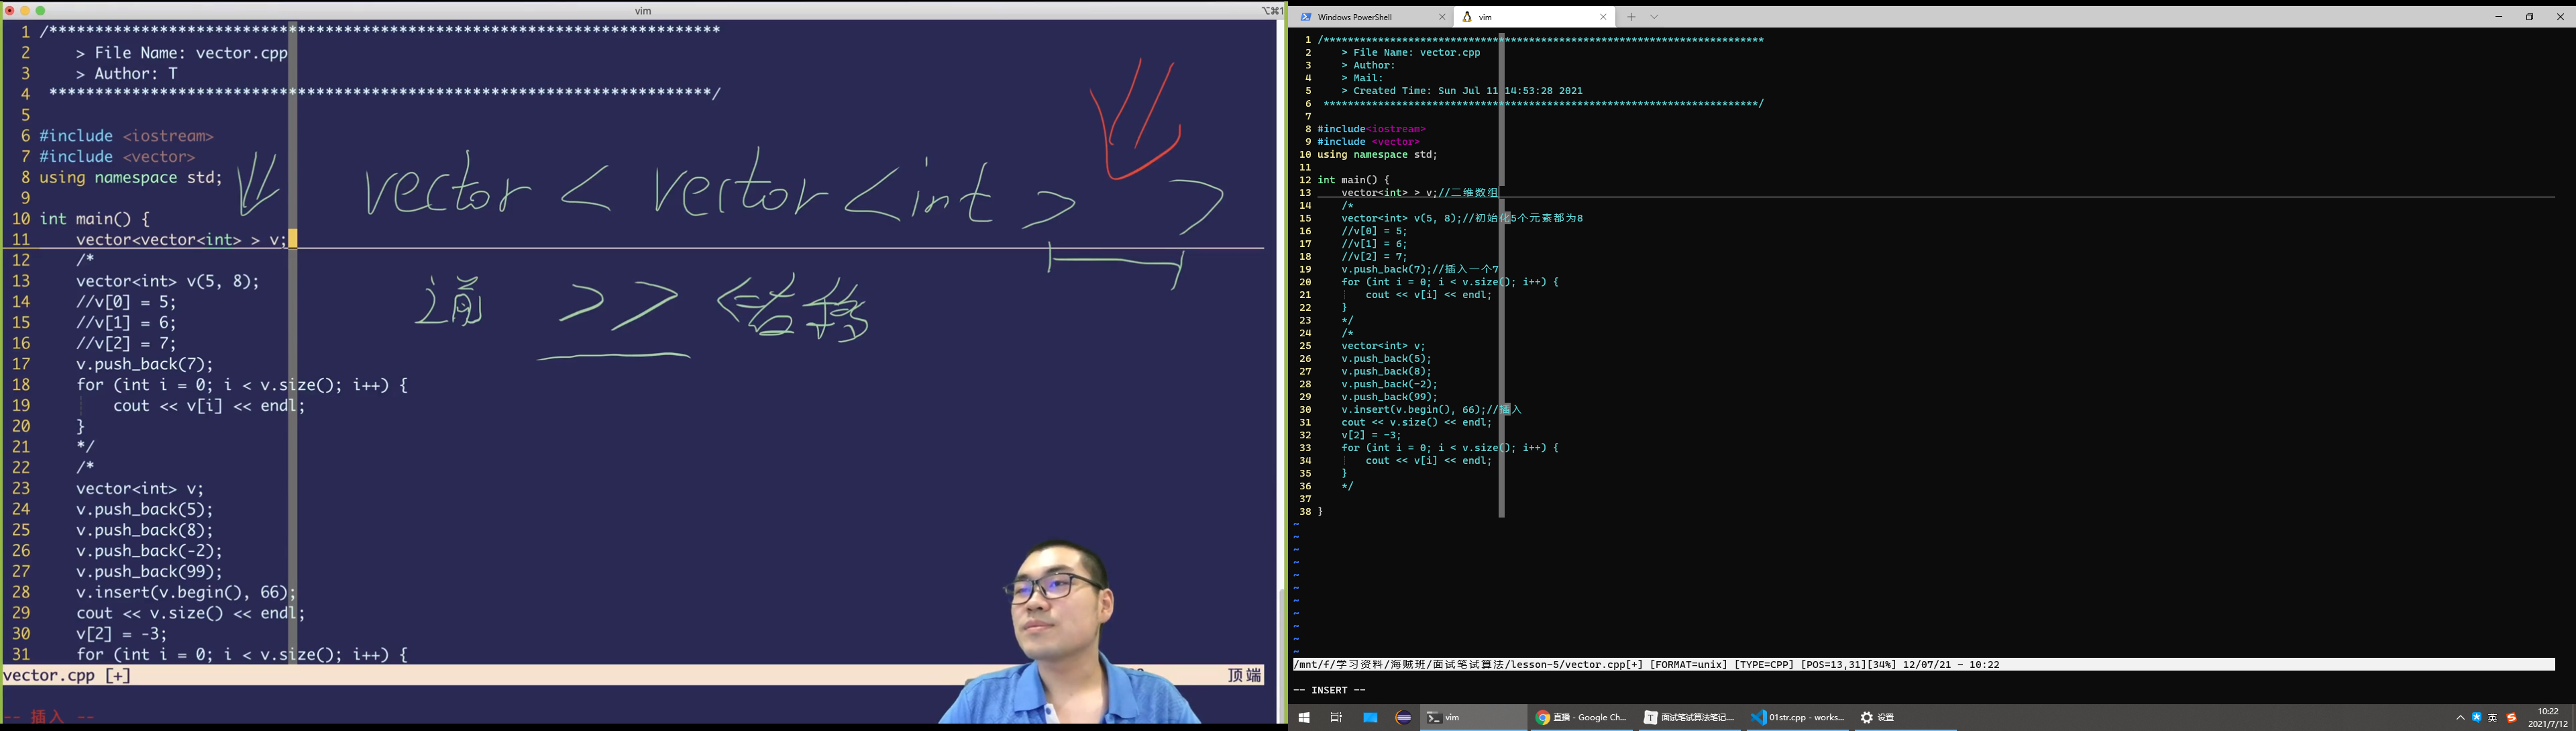 vim
⌥⌘1
1 /*************************************************************************
2     > File Name: vector.cpp
3     > Author: T
4  ************************************************************************/
5
6 #include <iostream>
7 #include <vector>
8 using namespace std;
9
10 int main() {
11     vector<vector<int> > v;
12     /*
13     vector<int> v(5, 8);
14     //v[0] = 5;
15     //v[1] = 6;
16     //v[2] = 7;
17     v.push_back(7);
18     for (int i = 0; i < v.size(); i++) {
19         cout << v[i] << endl;
20     }
21     */
22     /*
23     vector<int> v;
24     v.push_back(5);
25     v.push_back(8);
26     v.push_back(-2);
27     v.push_back(99);
28     v.insert(v.begin(), 66);
29     cout << v.size() << endl;
30     v[2] = -3;
31     for (int i = 0; i < v.size(); i++) {
vector.cpp [+] 顶端
-- 插入 --
vector < vector <int > >
>>
Windows PowerShell
vim
1 /*************************************************************************
2     > File Name: vector.cpp
3     > Author:
4     > Mail:
5     > Created Time: Sun Jul 11 14:53:28 2021
6  ************************************************************************/
7
8 #include<iostream>
9 #include <vector>
10 using namespace std;
11
12 int main() {
13     vector<int> > v;//二维数组
14     /*
15     vector<int> v(5, 8);//初始化5个元素都为8
16     //v[0] = 5;
17     //v[1] = 6;
18     //v[2] = 7;
19     v.push_back(7);//插入一个7
20     for (int i = 0; i < v.size(); i++) {
21         cout << v[i] << endl;
22     }
23     */
24     /*
25     vector<int> v;
26     v.push_back(5);
27     v.push_back(8);
28     v.push_back(-2);
29     v.push_back(99);
30     v.insert(v.begin(), 66);//插入
31     cout << v.size() << endl;
32     v[2] = -3;
33     for (int i = 0; i < v.size(); i++) {
34         cout << v[i] << endl;
35     }
36     */
37
38 }
~
~
~
~
~
~
~
~
~
~
~
/mnt/f/学习资料/海贼班/面试笔试算法/lesson-5/vector.cpp[+] [FORMAT=unix] [TYPE=CPP] [POS=13,31][34%] 12/07/21 - 10:22
-- INSERT --
vim
直播 - Google Ch...
面试笔试算法笔记....
01str.cpp - works...
设置
英
10:22
2021/7/12